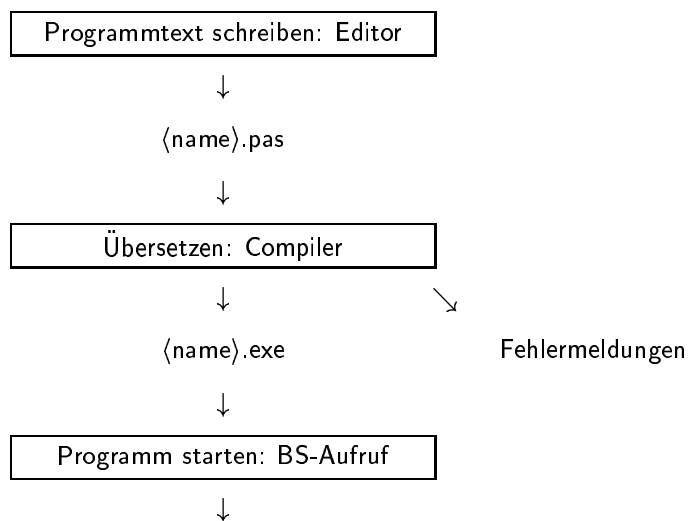 Programmtext schreiben: Editor
↓
⟨name⟩.pas
↓
Übersetzen: Compiler
↓ ↘
⟨name⟩.exe Fehlermeldungen
↓
Programm starten: BS-Aufruf
↓